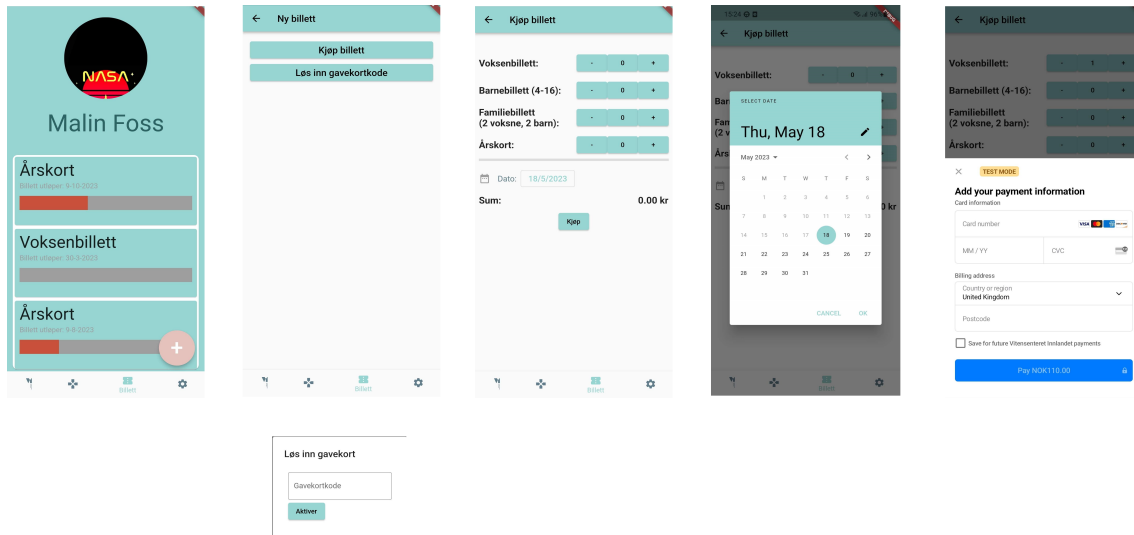 NASA
Malin Foss
Årskort
Billett utløper: 9-10-2023
Voksenbillett
Billett utløper: 30-3-2023
Årskort
Billett utløper: 9-8-2023
+
Billett
Ny billett
Kjøp billett
Løs inn gavekortkode
Billett
Kjøp billett
Voksenbillett:
- 0 +
Barnebillett (4-16):
- 0 +
Familiebillett
(2 voksne, 2 barn):
- 0 +
Årskort:
- 0 +
Dato: 18/5/2023
Sum: 0.00 kr
Kjøp
Billett
15:24
Kjøp billett
Voksenbillett:
- 0 +
SELECT DATE
Thu, May 18
May 2023
S M T W T F S
1 2 3 4 5 6
7 8 9 10 11 12 13
14 15 16 17 18 19 20
21 22 23 24 25 26 27
28 29 30 31
CANCEL OK
Billett
Kjøp billett
Voksenbillett:
- 1 +
Barnebillett (4-16):
- 0 +
Familiebillett
(2 voksne, 2 barn):
- 0 +
Årskort:
- 0 +
TEST MODE
Add your payment information
Card information
Card number VISA
MM / YY CVC
Billing address
Country or region
United Kingdom
Postcode
Save for future Vitensenteret Innlandet payments
Pay NOK110.00
Løs inn gavekort
Gavekortkode
Aktiver